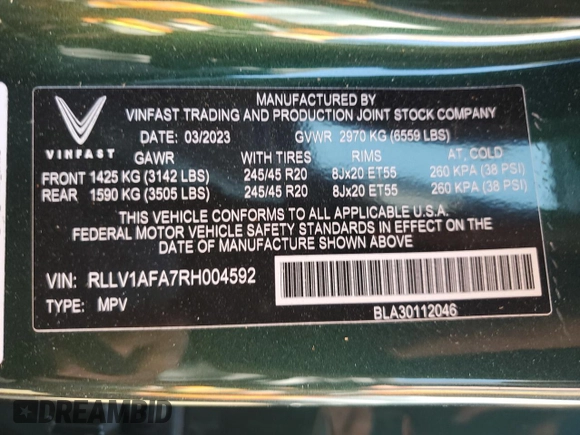 MANUFACTURED BY
VINFAST TRADING AND PRODUCTION JOINT STOCK COMPANY
VINFAST
DATE: 03/2023 GVWR 2970 KG (6559 LBS)
GAWR WITH TIRES RIMS AT, COLD
FRONT 1425 KG (3142 LBS) 245/45 R20 8Jx20 ET55 260 KPA (38 PSI)
REAR 1590 KG (3505 LBS) 245/45 R20 8Jx20 ET55 260 KPA (38 PSI)
THIS VEHICLE CONFORMS TO ALL APPLICABLE U.S.A.
FEDERAL MOTOR VEHICLE SAFETY STANDARDS IN EFFECT ON THE
DATE OF MANUFACTURE SHOWN ABOVE.
VIN: RLLV1AFA7RH004592
TYPE: MPV
BLA30112046
DREAMBID